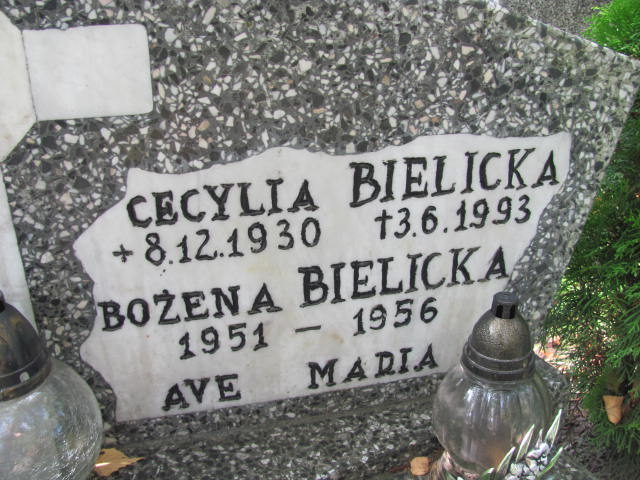 CECYLIA BIELICKA
+8.12.1930 †3.6.1993
BOŻENA BIELICKA
1951 – 1956
AVE MARIA